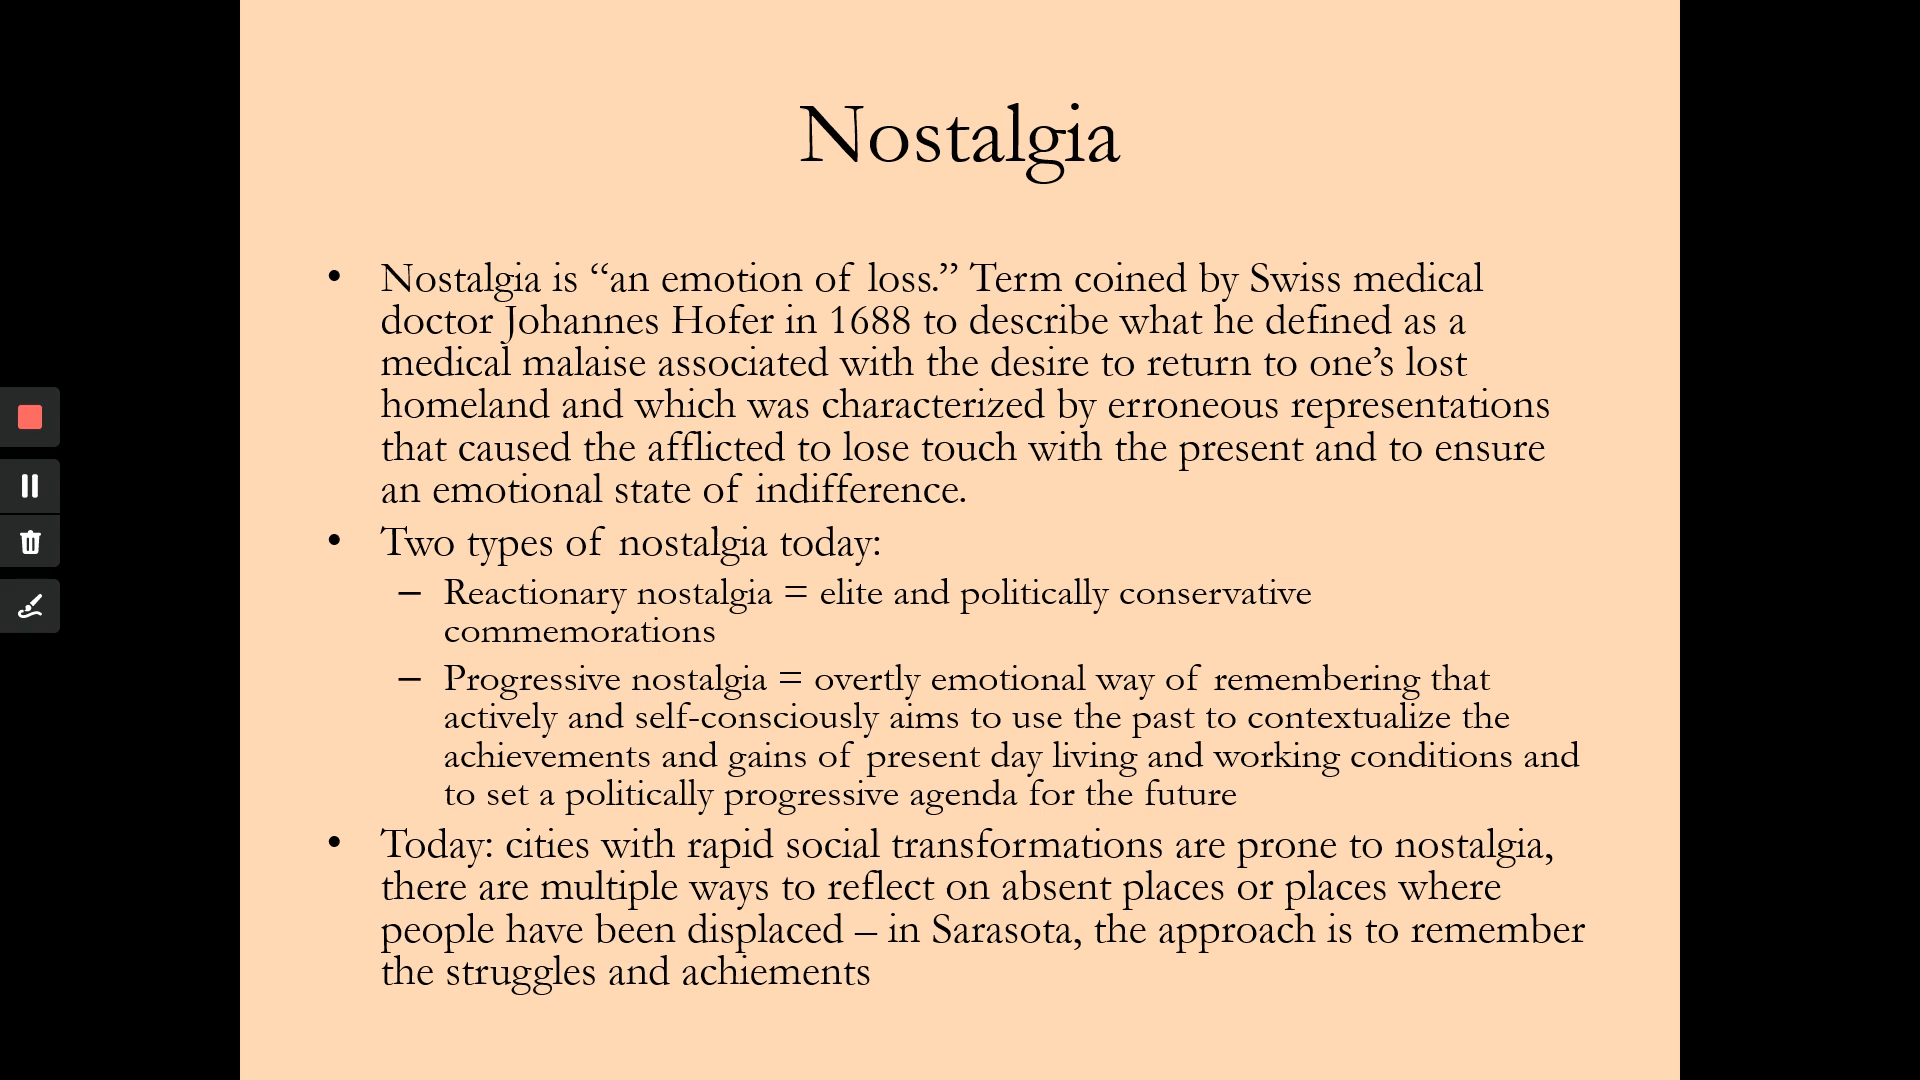 Nostalgia
• Nostalgia is “an emotion of loss.” Term coined by Swiss medical
doctor Johannes Hofer in 1688 to describe what he defined as a
medical malaise associated with the desire to return to one’s lost
homeland and which was characterized by erroneous representations
that caused the afflicted to lose touch with the present and to ensure
an emotional state of indifference.
• Two types of nostalgia today:
– Reactionary nostalgia = elite and politically conservative
commemorations
– Progressive nostalgia = overtly emotional way of remembering that
actively and self-consciously aims to use the past to contextualize the
achievements and gains of present day living and working conditions and
to set a politically progressive agenda for the future
• Today: cities with rapid social transformations are prone to nostalgia,
there are multiple ways to reflect on absent places or places where
people have been displaced – in Sarasota, the approach is to remember
the struggles and achiements